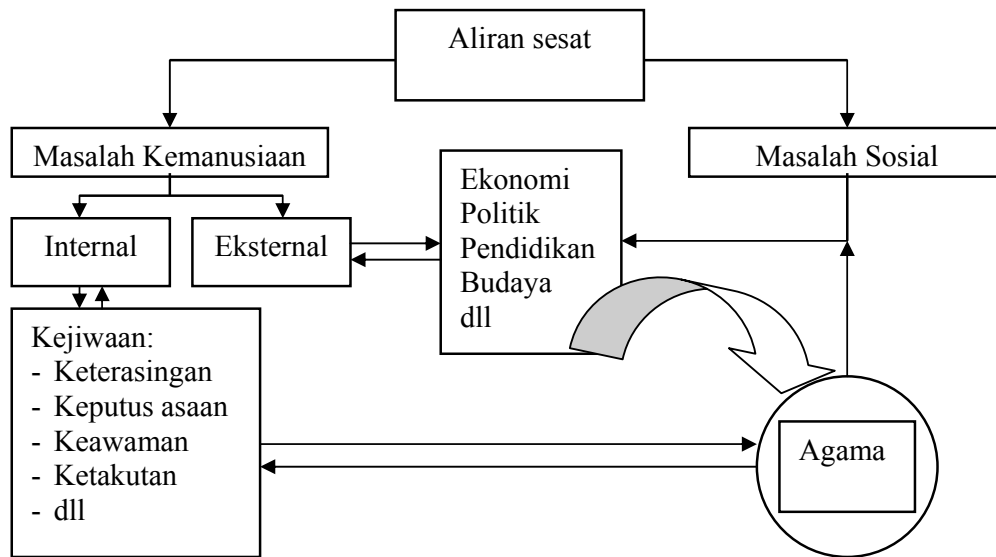 Aliran sesat
Masalah Kemanusiaan
Masalah Sosial
Internal
Eksternal
Ekonomi
Politik
Pendidikan
Budaya
dll
Kejiwaan:
- Keterasingan
- Keputus asaan
- Keawaman
- Ketakutan
- dll
Agama